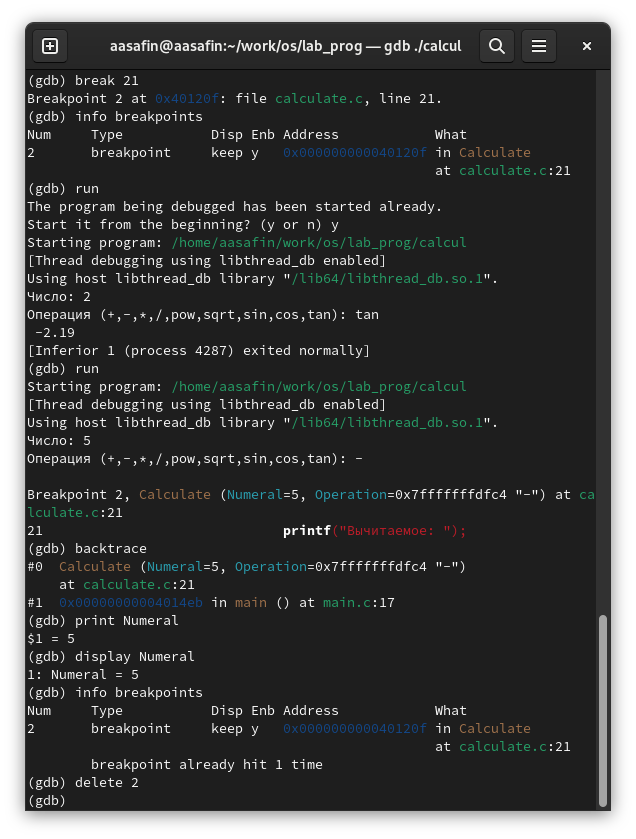 aasafin@aasafin:~/work/os/lab_prog — gdb ./calcul
(gdb) break 21
Breakpoint 2 at 0x40120f: file calculate.c, line 21.
(gdb) info breakpoints
Num     Type           Disp Enb Address            What
2       breakpoint     keep y   0x000000000040120f in Calculate
                                                   at calculate.c:21
(gdb) run
The program being debugged has been started already.
Start it from the beginning? (y or n) y
Starting program: /home/aasafin/work/os/lab_prog/calcul
[Thread debugging using libthread_db enabled]
Using host libthread_db library "/lib64/libthread_db.so.1".
Число: 2
Операция (+,-,*,/,pow,sqrt,sin,cos,tan): tan
 -2.19
[Inferior 1 (process 4287) exited normally]
(gdb) run
Starting program: /home/aasafin/work/os/lab_prog/calcul
[Thread debugging using libthread_db enabled]
Using host libthread_db library "/lib64/libthread_db.so.1".
Число: 5
Операция (+,-,*,/,pow,sqrt,sin,cos,tan): -
Breakpoint 2, Calculate (Numeral=5, Operation=0x7fffffffdfc4 "-") at ca
lculate.c:21
21                              printf("Вычитаемое: ");
(gdb) backtrace
#0  Calculate (Numeral=5, Operation=0x7fffffffdfc4 "-")
    at calculate.c:21
#1  0x00000000004014eb in main () at main.c:17
(gdb) print Numeral
$1 = 5
(gdb) display Numeral
1: Numeral = 5
(gdb) info breakpoints
Num     Type           Disp Enb Address            What
2       breakpoint     keep y   0x000000000040120f in Calculate
                                                   at calculate.c:21
        breakpoint already hit 1 time
(gdb) delete 2
(gdb)